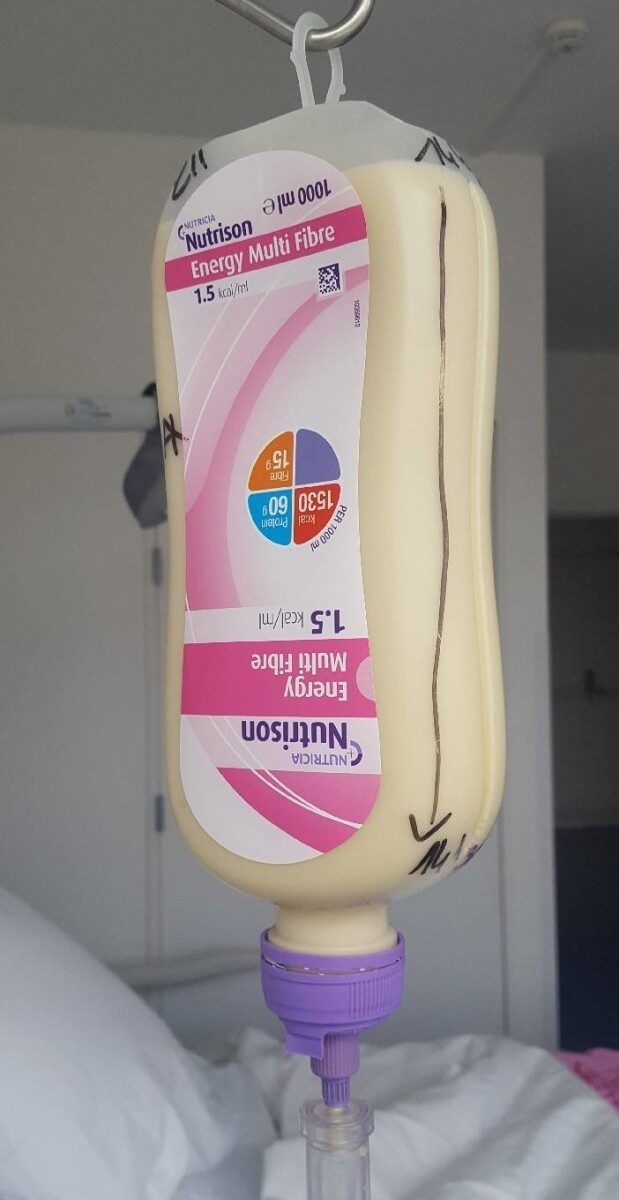 1000 ml e
NUTRICIA
Nutrison
Energy Multi Fibre
1.5 kcal/ml
PER 1000 ml
1530
kcal
60 g
Protein
15 g
Fibre
1.5 kcal/ml
Energy
Multi Fibre
NUTRICIA
Nutrison
14